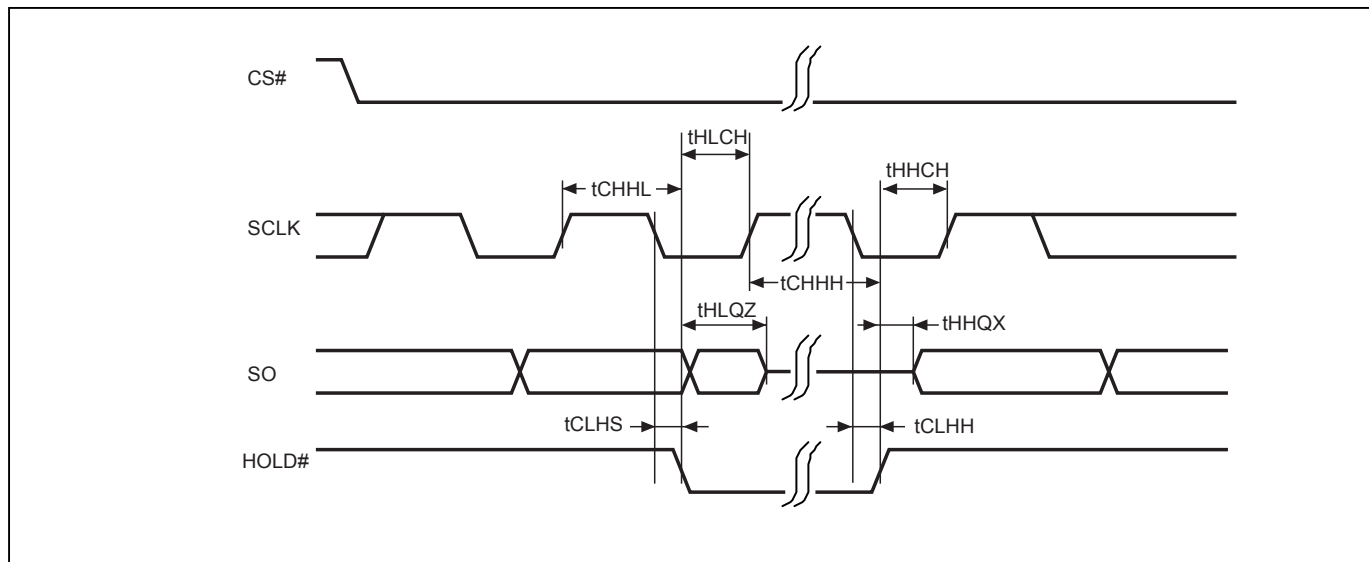 CS#
tHLCH
tHHCH
tCHHL
SCLK
tCHHH
tHLQZ
tHHQX
SO
tCLHS
tCLHH
HOLD#